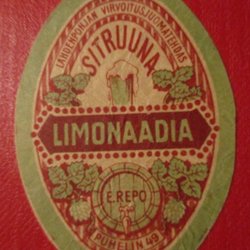 LAHDENPOHJAN VIRVOITUSJUOMATEHDAS
SITRUUNA
LIMONAADIA
E. REPO
PUHELIN 49